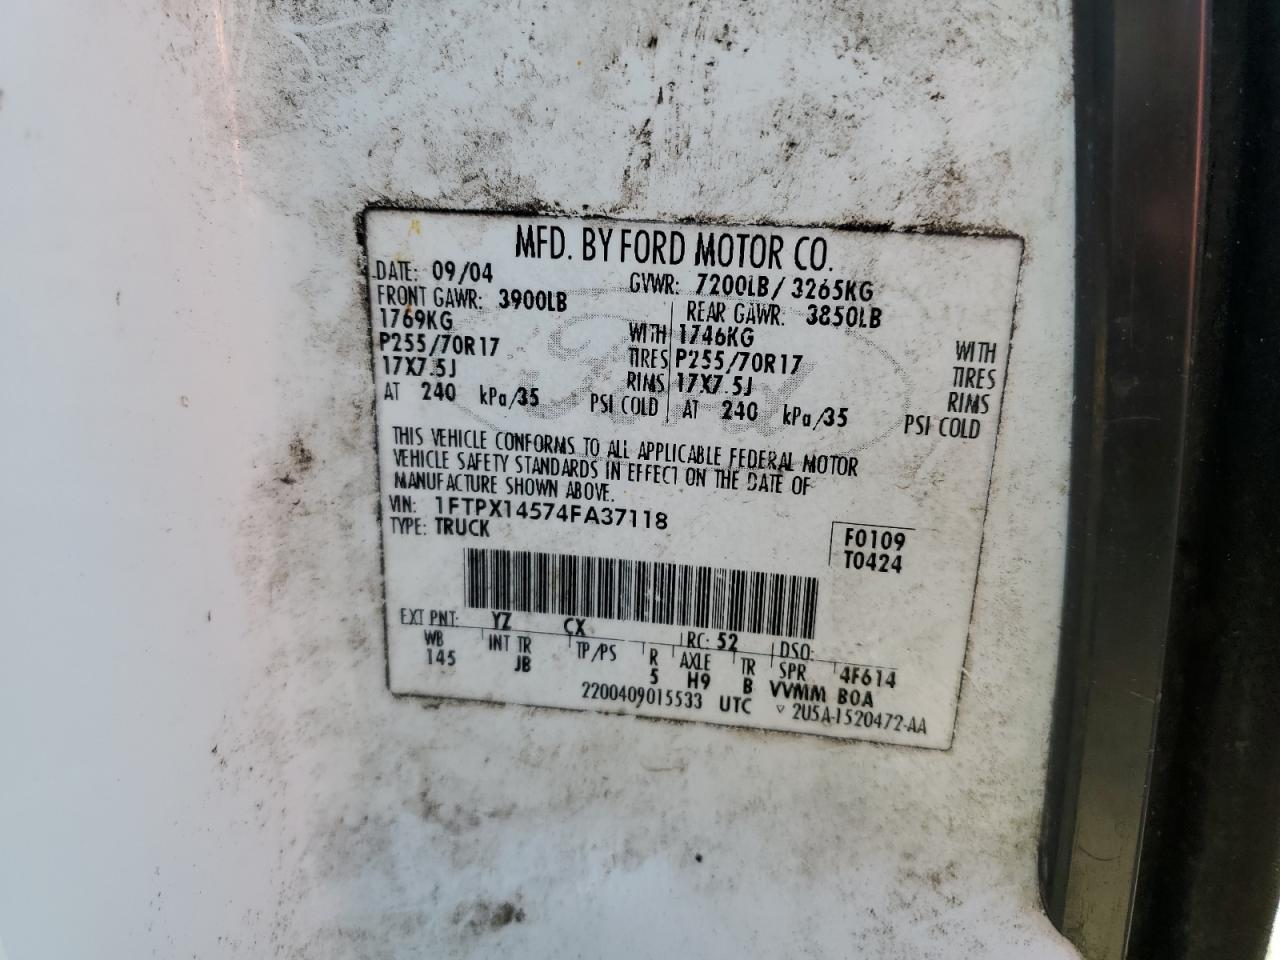 MFD. BY FORD MOTOR CO.
DATE: 09/04 GVWR: 7200LB/ 3265KG
FRONT GAWR: 3900LB REAR GAWR: 3850LB
1769KG WITH 1746KG WITH
P255/70R17 TIRES P255/70R17 TIRES
17X7.5J RIMS 17X7.5J RIMS
AT 240 kPa/35 PSI COLD AT 240 kPa/35 PSI COLD
THIS VEHICLE CONFORMS TO ALL APPLICABLE FEDERAL MOTOR
VEHICLE SAFETY STANDARDS IN EFFECT ON THE DATE OF
MANUFACTURE SHOWN ABOVE.
VIN: 1FTPX14574FA37118
TYPE: TRUCK
F0109
T0424
EXT PNT: YZ CX RC: 52 DSO:
WB INT TR TP/PS R AXLE TR SPR 4F614
145 JB 5 H9 B VVMM BOA
2200409015533 UTC ▿ 2U5A-1520472-AA
Ford